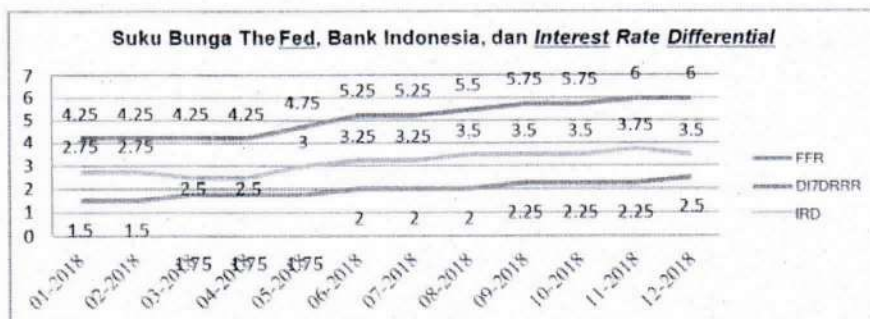 Suku Bunga The Fed, Bank Indonesia, dan Interest Rate Differential
7
6
5
4
3
2
1
0
4.25 4.25 4.25 4.25 4.75 5.25 5.25 5.5 5.75 5.75 6 6
2.75 2.75 2.5 2.5 3 3.25 3.25 3.5 3.5 3.5 3.75 3.5
1.5 1.5 1.75 1.75 1.75 2 2 2 2.25 2.25 2.25 2.5
01-2018 02-2018 03-2018 04-2018 05-2018 06-2018 07-2018 08-2018 09-2018 10-2018 11-2018 12-2018
FFR
DI7DRRR
IRD